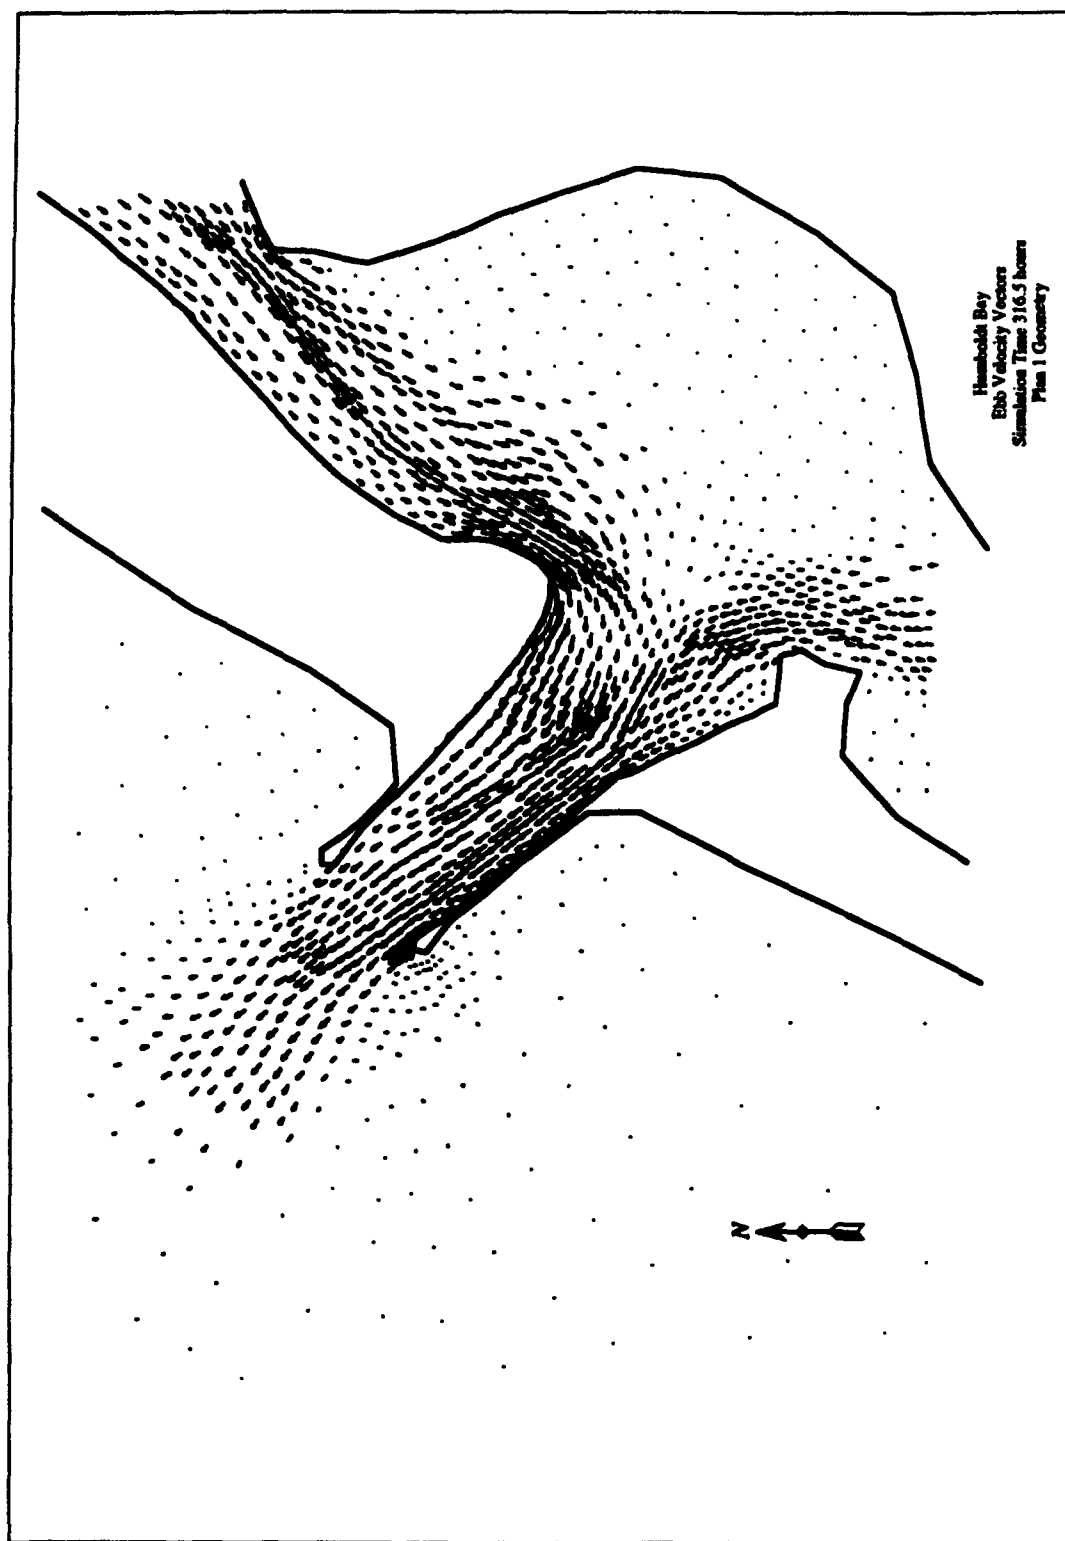 Humboldt Bay
Ebb Velocity Vectors
Simulation Time 316.5 hours
Plan 1 Geometry
N